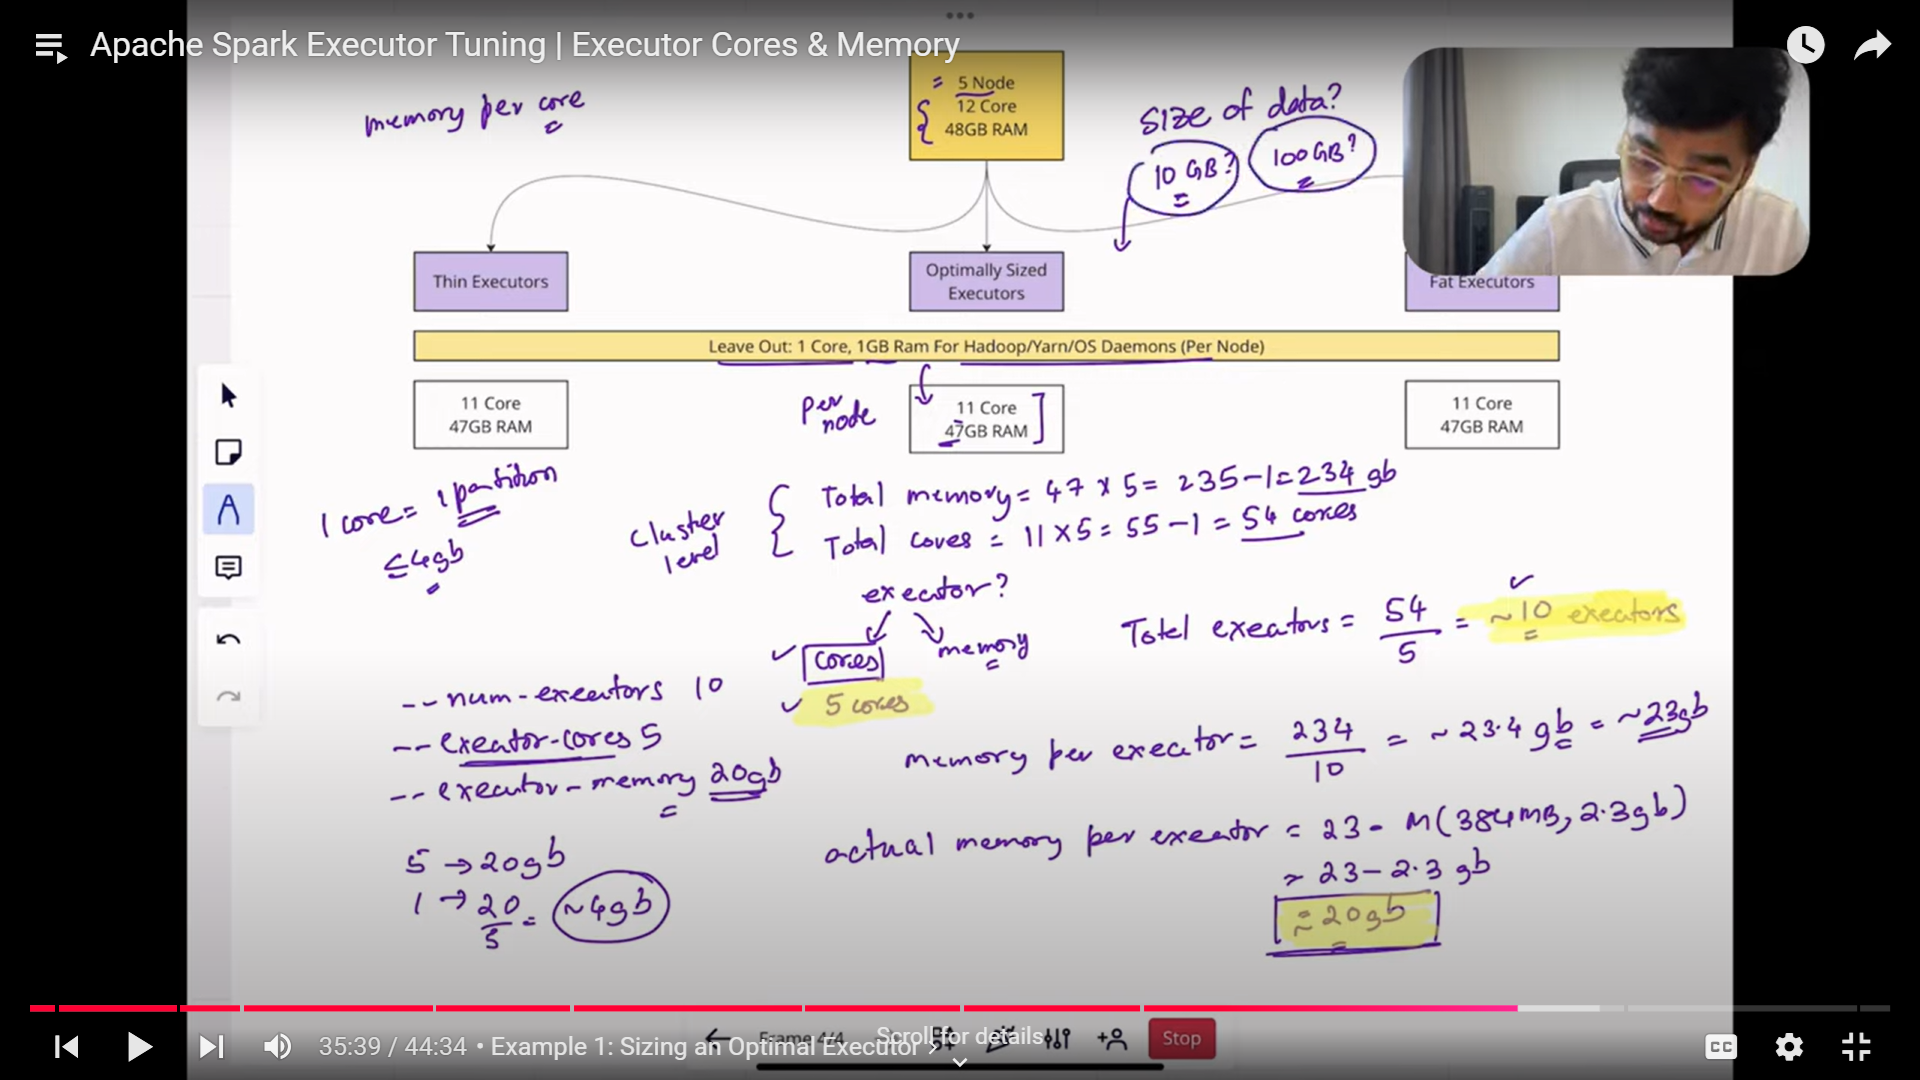 Apache Spark Executor Tuning | Executor Cores & Memory
memory per core
= 5 Node
12 Core
48GB RAM
size of data?
10 GB?
100GB?
Thin Executors
Optimally Sized
Executors
Fat Executors
Leave Out: 1 Core, 1GB Ram For Hadoop/Yarn/OS Daemons (Per Node)
11 Core
47GB RAM
Per
node
11 Core
47GB RAM
11 Core
47GB RAM
1 core = 1 partition
≤4gb
Cluster
level
Total memory = 47 x 5 = 235-1 = 234 gb
Total cores = 11 x 5 = 55 - 1 = 54 cores
executor?
cores
memory
5 cores
Total executors = 54/5 = ~10 executors
-- num-executors 10
-- executor-cores 5
-- executor-memory 20gb
memory per executor = 234/10 = ~23.4 gb = ~23gb
5 → 20gb
1 → 20/5 = ~4gb
actual memory per executor = 23 - M(384MB, 2.3gb)
~ 23 - 2.3 gb
≈ 20gb
Frame 4/4
Scroll for details
Stop
35:39 / 44:34 • Example 1: Sizing an Optimal Executor >
CC